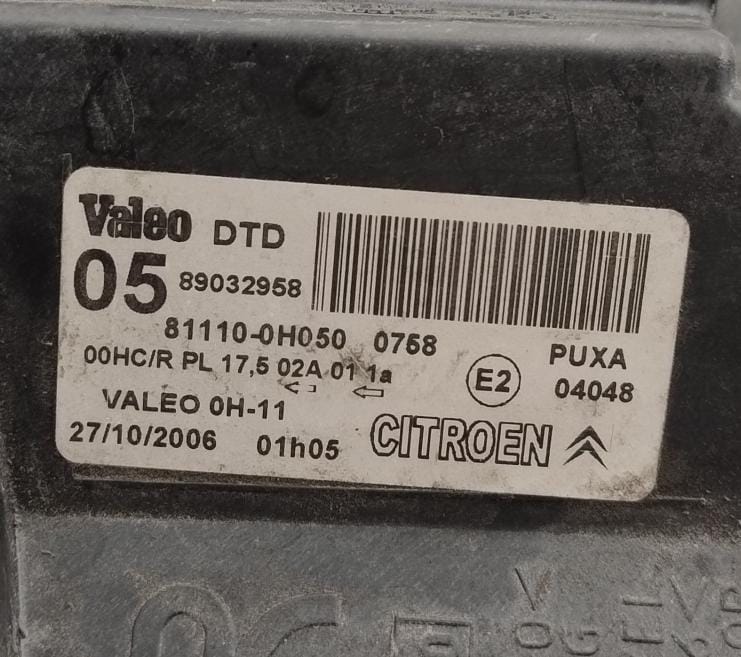 Valeo DTD
05 89032958
81110-0H050 0758
PUXA
00HC/R PL 17,5 02A 01 1a
E2
04048
VALEO 0H-11
27/10/2006 01h05
CITROEN